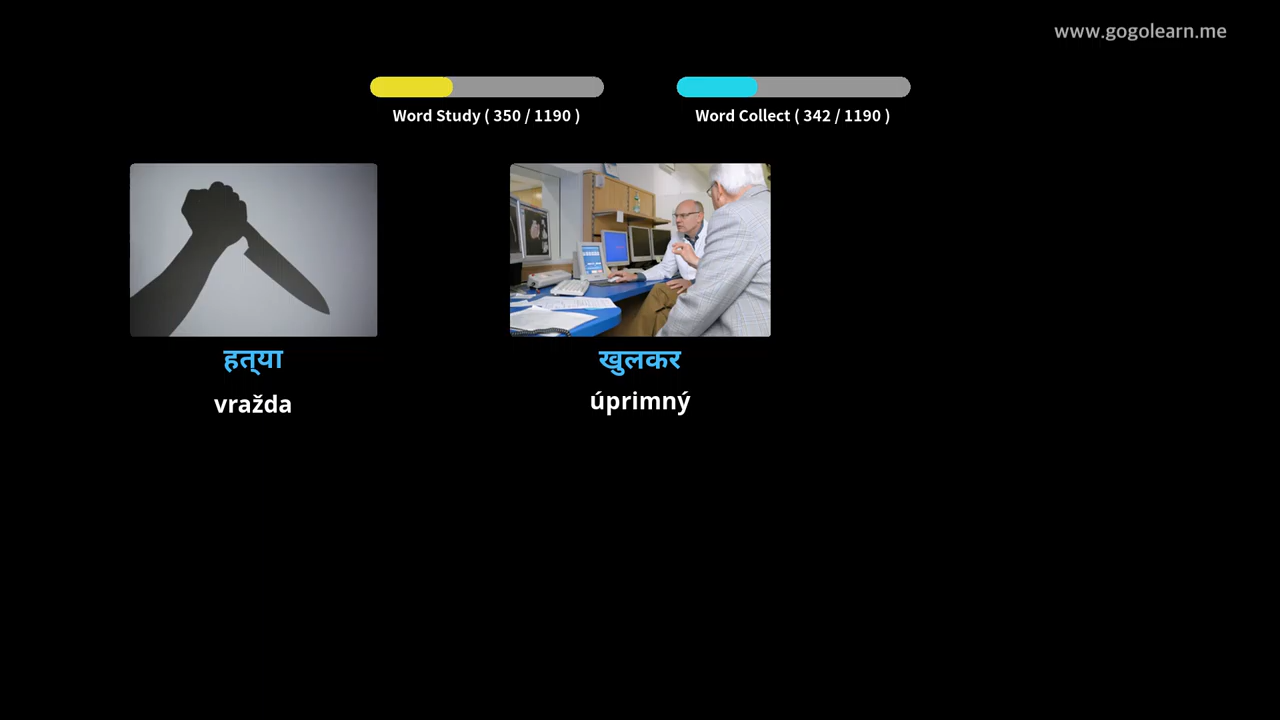 www.gogolearn.me
Word Study ( 350 / 1190 )
Word Collect ( 342 / 1190 )
हत्‌या
vražda
खुलकर
úprimný